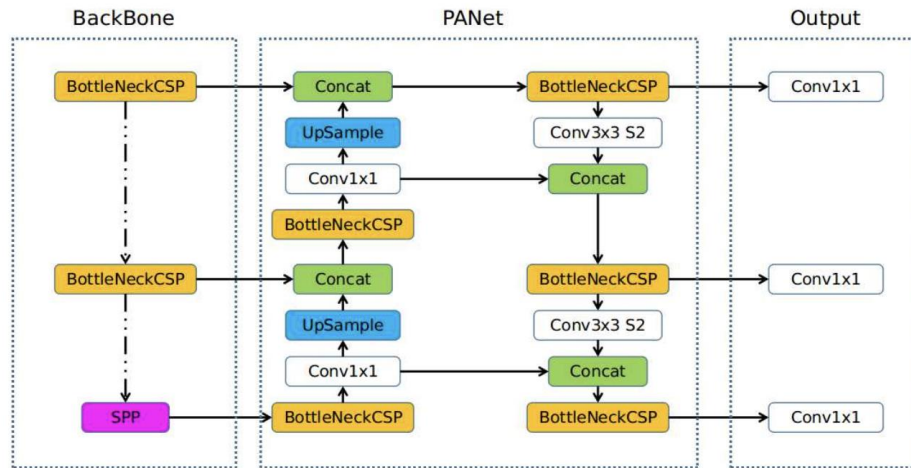 BackBone PANet Output
BottleNeckCSP Concat BottleNeckCSP Conv1x1
UpSample Conv3x3 S2
Conv1x1 Concat
BottleNeckCSP
BottleNeckCSP Concat BottleNeckCSP Conv1x1
UpSample Conv3x3 S2
Conv1x1 Concat
SPP BottleNeckCSP BottleNeckCSP Conv1x1